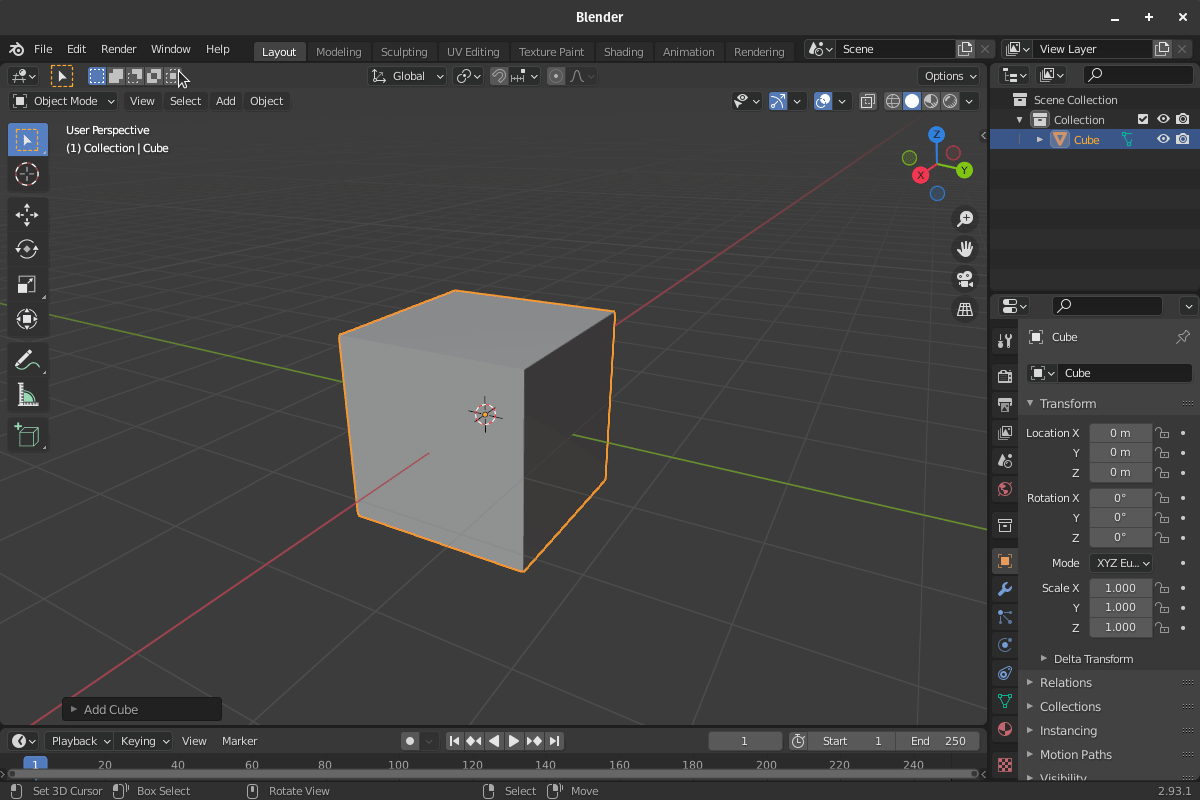 Blender
File Edit Render Window Help Layout Modeling Sculpting UV Editing Texture Paint Shading Animation Rendering Scene View Layer
Global Options
Object Mode View Select Add Object
User Perspective
(1) Collection | Cube
Z
Y
X
Add Cube
Scene Collection
Collection
Cube
Cube
Cube
Transform
Location X 0 m
Y 0 m
Z 0 m
Rotation X 0°
Y 0°
Z 0°
Mode XYZ Eu...
Scale X 1.000
Y 1.000
Z 1.000
Delta Transform
Relations
Collections
Instancing
Motion Paths
Visibility
Playback Keying View Marker 1 Start 1 End 250
1 20 40 60 80 100 120 140 160 180 200 220 240
Set 3D Cursor Box Select Rotate View Select Move 2.93.1